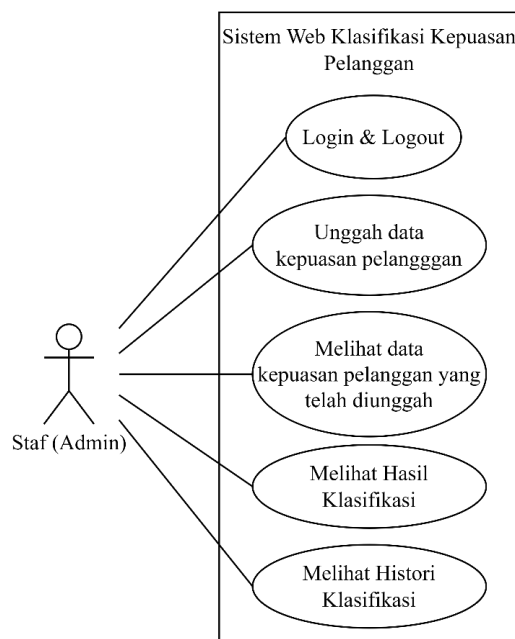 Sistem Web Klasifikasi Kepuasan
Pelanggan
Login & Logout
Unggah data
kepuasan pelangggan
Melihat data
kepuasan pelanggan yang
telah diunggah
Staf (Admin)
Melihat Hasil
Klasifikasi
Melihat Histori
Klasifikasi